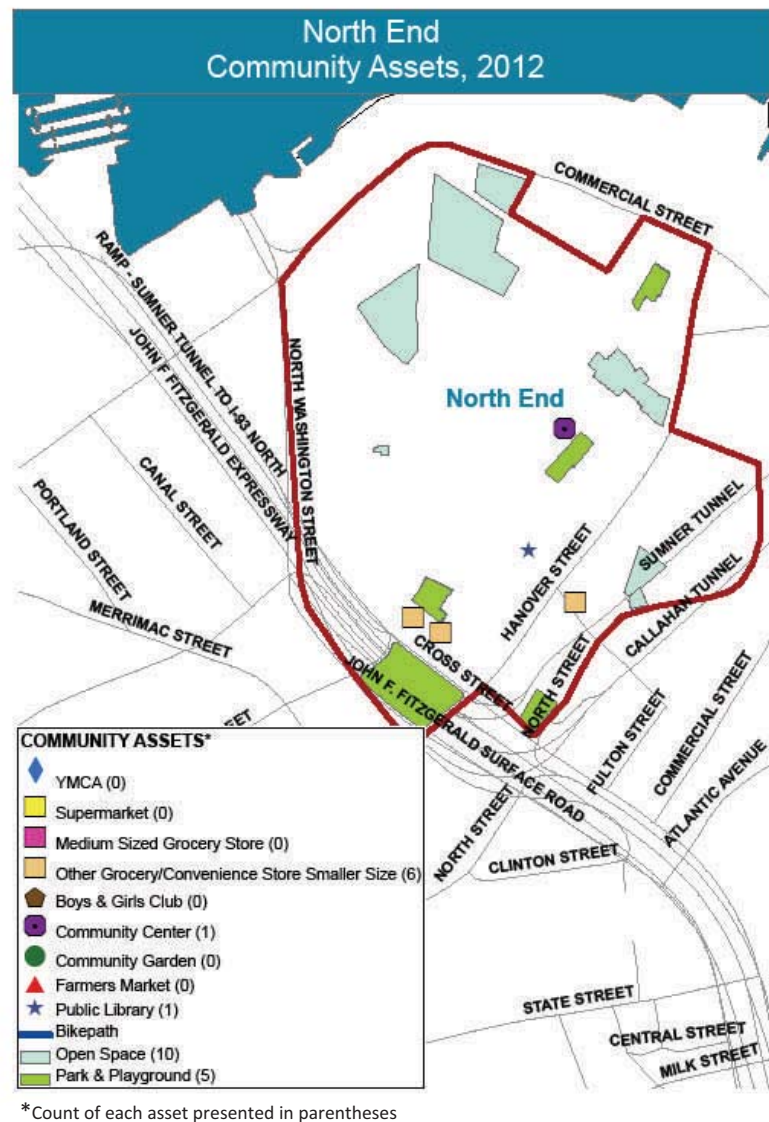 North End
Community Assets, 2012
COMMERCIAL STREET
RAMP - SUMNER TUNNEL TO I-93 NORTH
JOHN F FITZGERALD EXPRESSWAY
NORTH WASHINGTON STREET
North End
CANAL STREET
PORTLAND STREET
MERRIMAC STREET
HANOVER STREET
SUMNER TUNNEL
CALLAHAN TUNNEL
CROSS STREET
NORTH STREET
JOHN F. FITZGERALD SURFACE ROAD
FULTON STREET
COMMERCIAL STREET
ATLANTIC AVENUE
NORTH STREET
CLINTON STREET
STATE STREET
CENTRAL STREET
MILK STREET
COMMUNITY ASSETS*
YMCA (0)
Supermarket (0)
Medium Sized Grocery Store (0)
Other Grocery/Convenience Store Smaller Size (6)
Boys & Girls Club (0)
Community Center (1)
Community Garden (0)
Farmers Market (0)
Public Library (1)
Bikepath
Open Space (10)
Park & Playground (5)
*Count of each asset presented in parentheses